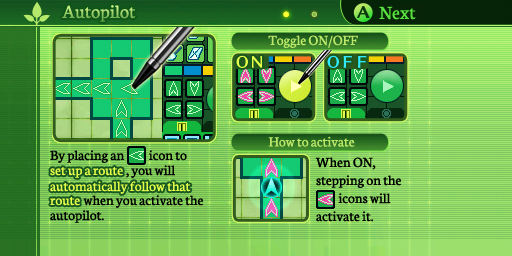 Autopilot
A Next
Toggle ON/OFF
ON
OFF
By placing an icon to
set up a route , you will
automatically follow that
route when you activate the
autopilot.
How to activate
When ON,
stepping on the
icons will
activate it.